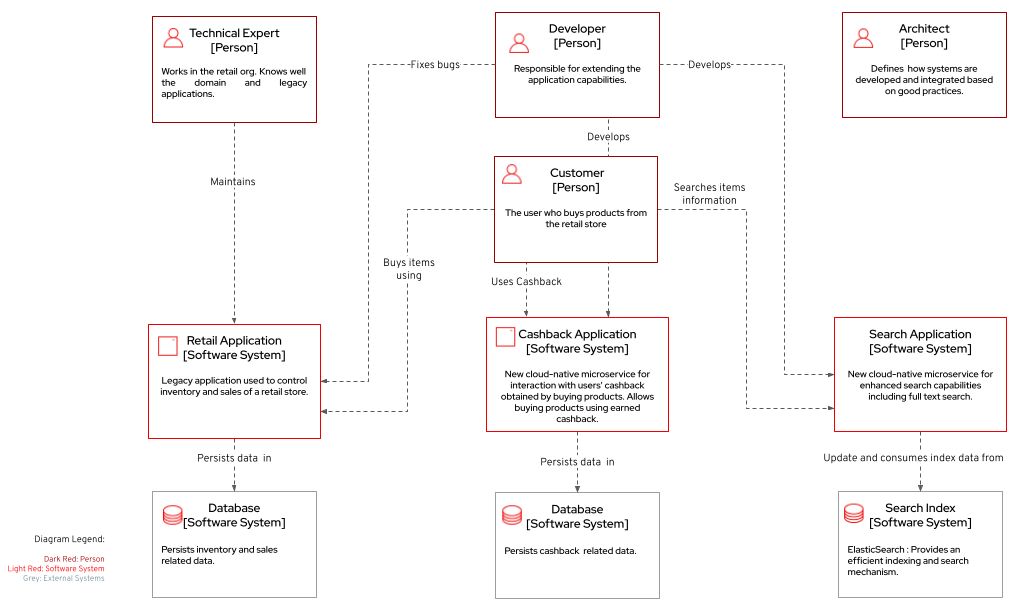 Technical Expert
[Person]
Works in the retail org. Knows well
the domain and legacy
applications.
Developer
[Person]
Responsible for extending the
application capabilities.
Architect
[Person]
Defines how systems are
developed and integrated based
on good practices.
Fixes bugs
Develops
Develops
Maintains
Customer
[Person]
The user who buys products from
the retail store
Searches items
information
Buys items
using
Uses Cashback
Retail Application
[Software System]
Legacy application used to control
inventory and sales of a retail store.
Cashback Application
[Software System]
New cloud-native microservice for
interaction with users' cashback
obtained by buying products. Allows
buying products using earned
cashback.
Search Application
[Software System]
New cloud-native microservice for
enhanced search capabilities
including full text search.
Persists data in
Persists data in
Update and consumes index data from
Database
[Software System]
Persists inventory and sales
related data.
Database
[Software System]
Persists cashback related data.
Search Index
[Software System]
ElasticSearch : Provides an
efficient indexing and search
mechanism.
Diagram Legend:
Dark Red: Person
Light Red: Software System
Grey: External Systems